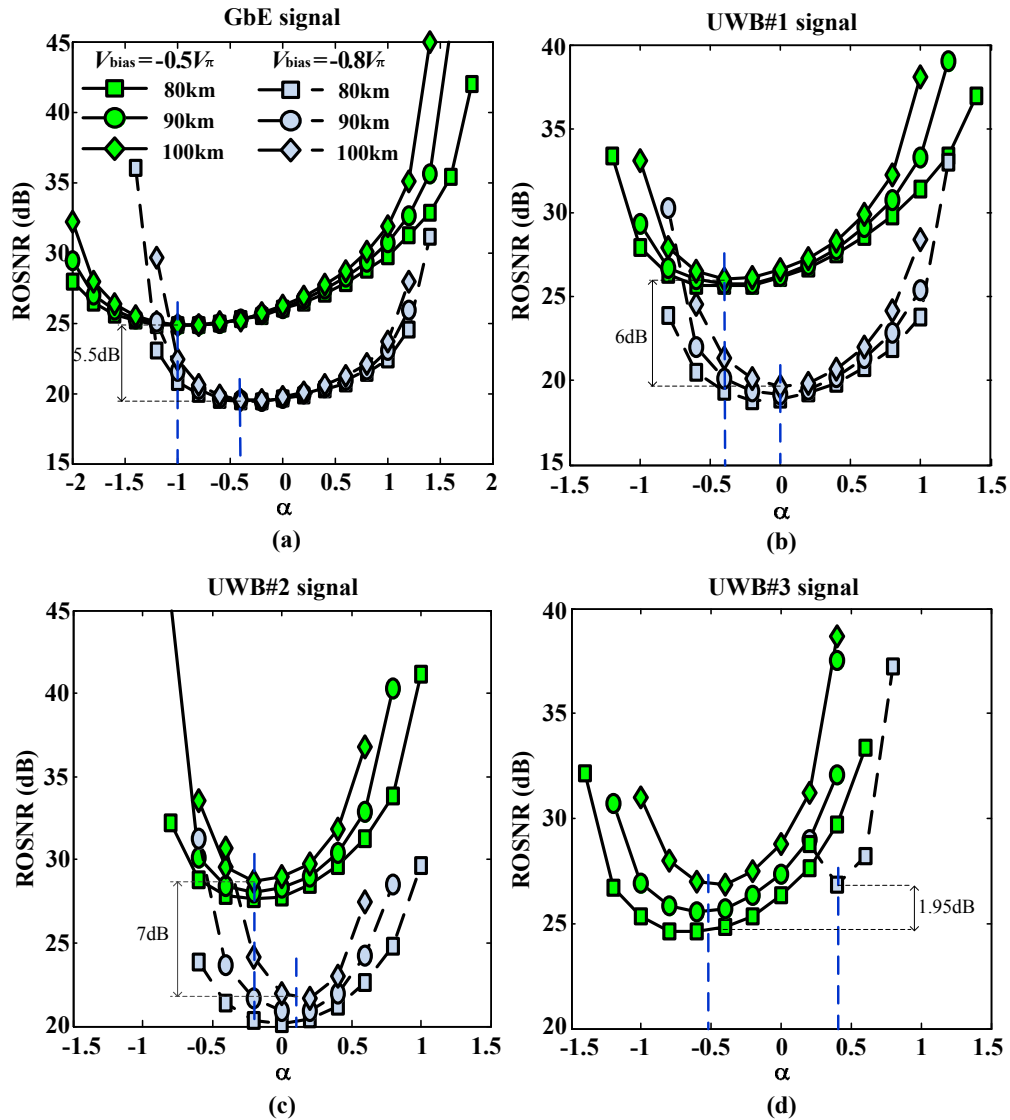 GbE signal
V_bias=-0.5V_π V_bias=-0.8V_π
80km 80km
90km 90km
100km 100km
ROSNR (dB)
45
40
35
30
25
20
15
5.5dB
-2 -1.5 -1 -0.5 0 0.5 1 1.5 2
α
(a)
UWB#1 signal
ROSNR (dB)
40
35
30
25
20
15
6dB
-1.5 -1 -0.5 0 0.5 1 1.5
α
(b)
UWB#2 signal
ROSNR (dB)
45
40
35
30
25
20
7dB
-1.5 -1 -0.5 0 0.5 1 1.5
α
(c)
UWB#3 signal
ROSNR (dB)
40
35
30
25
20
1.95dB
-1.5 -1 -0.5 0 0.5 1 1.5
α
(d)